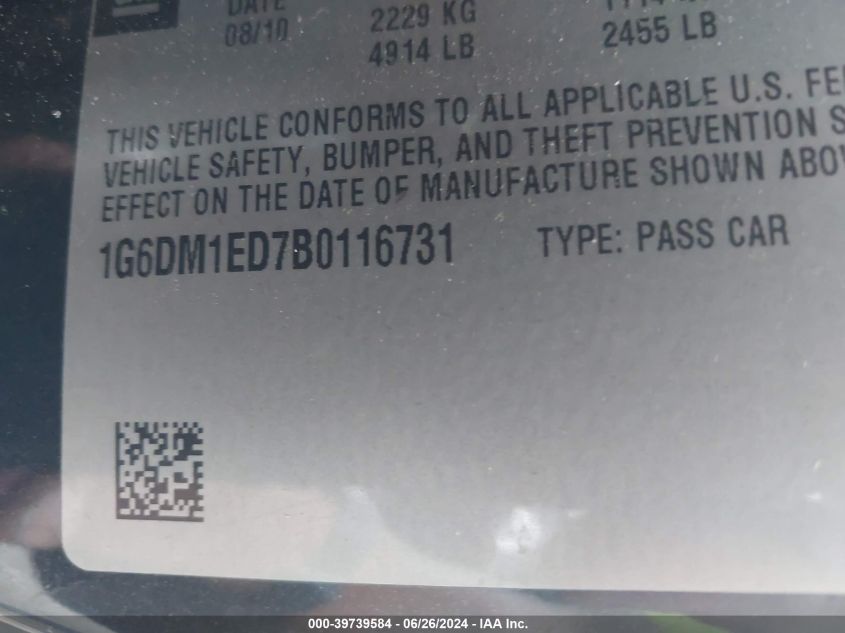 DATE
08/10
2229 KG
4914 LB
2455 LB
THIS VEHICLE CONFORMS TO ALL APPLICABLE U.S. FE
VEHICLE SAFETY, BUMPER, AND THEFT PREVENTION S
EFFECT ON THE DATE OF MANUFACTURE SHOWN ABO
1G6DM1ED7B0116731
TYPE: PASS CAR
000-39739584 - 06/26/2024 - IAA Inc.